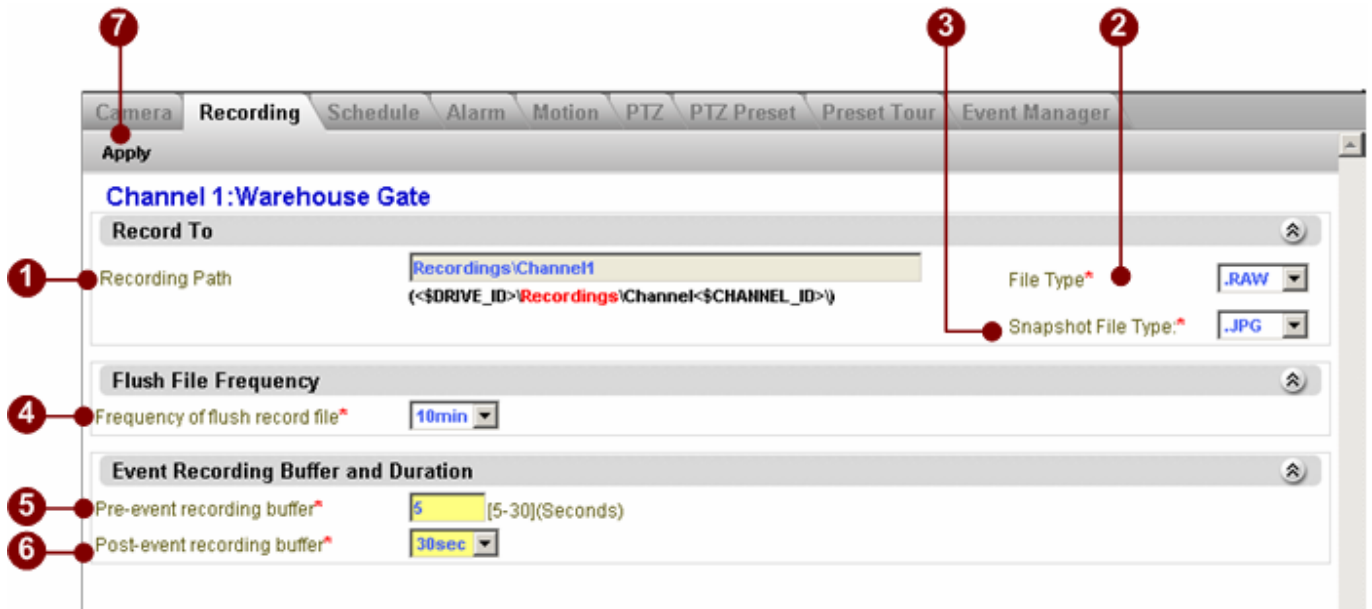 7 3 2
Camera Recording Schedule Alarm Motion PTZ PTZ Preset Preset Tour Event Manager
Apply
Channel 1:Warehouse Gate
Record To
1 Recording Path Recordings\Channel1 File Type* .RAW
(<$DRIVE_ID>\Recordings\Channel<$CHANNEL_ID>\)
Snapshot File Type:* .JPG
Flush File Frequency
4 Frequency of flush record file* 10min
Event Recording Buffer and Duration
5 Pre-event recording buffer* 5 [5-30](Seconds)
6 Post-event recording buffer* 30sec